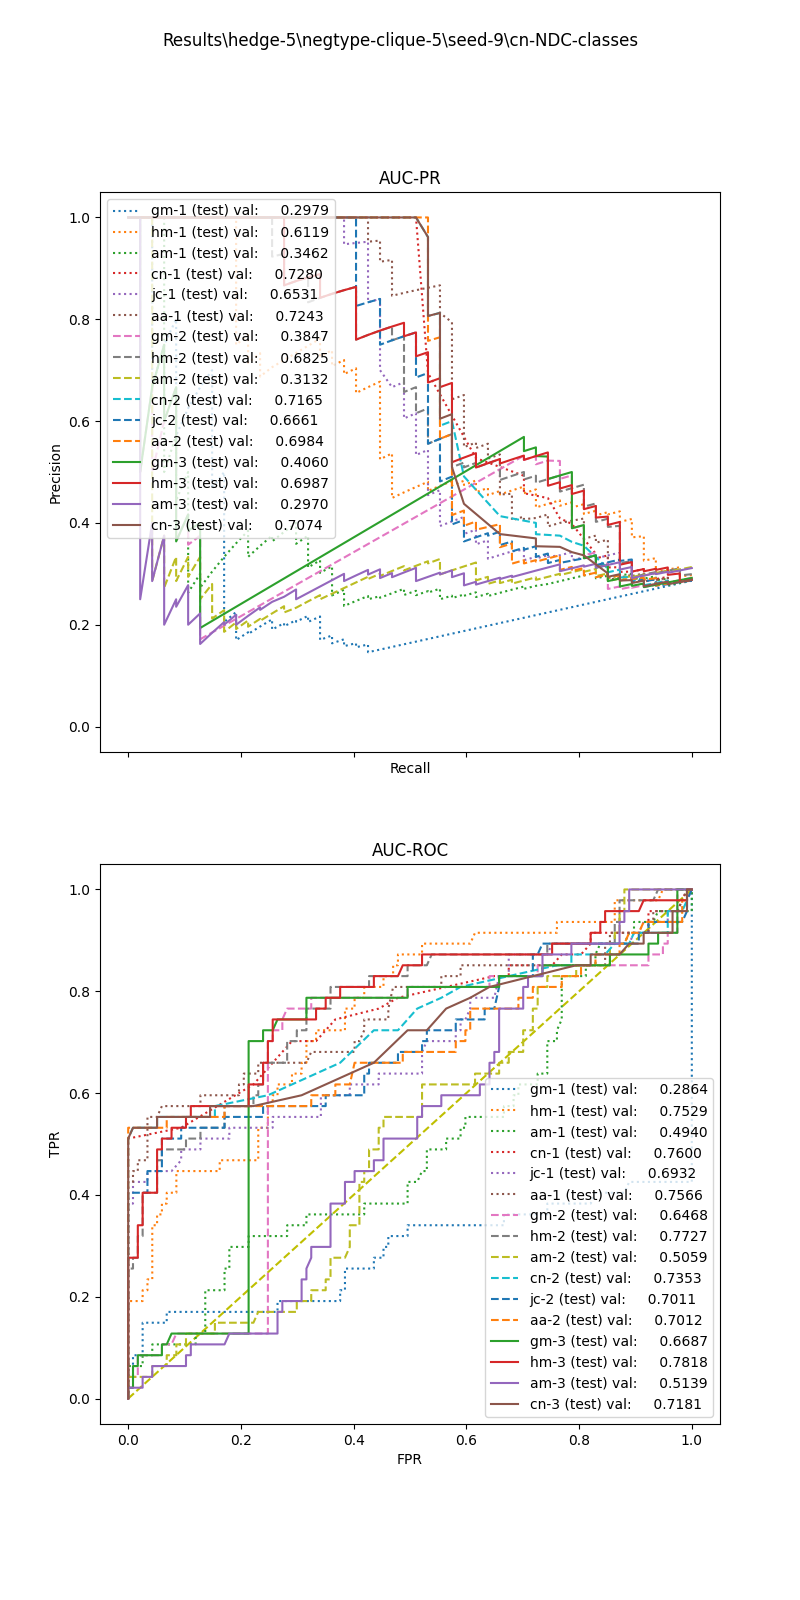 Results\hedge-5\negtype-clique-5\seed-9\cn-NDC-classes
AUC-PR
1.0
0.8
0.6
0.4
0.2
0.0
Precision
gm-1 (test) val: 0.2979
hm-1 (test) val: 0.6119
am-1 (test) val: 0.3462
cn-1 (test) val: 0.7280
jc-1 (test) val: 0.6531
aa-1 (test) val: 0.7243
gm-2 (test) val: 0.3847
hm-2 (test) val: 0.6825
am-2 (test) val: 0.3132
cn-2 (test) val: 0.7165
jc-2 (test) val: 0.6661
aa-2 (test) val: 0.6984
gm-3 (test) val: 0.4060
hm-3 (test) val: 0.6987
am-3 (test) val: 0.2970
cn-3 (test) val: 0.7074
Recall
AUC-ROC
1.0
0.8
0.6
0.4
0.2
0.0
TPR
gm-1 (test) val: 0.2864
hm-1 (test) val: 0.7529
am-1 (test) val: 0.4940
cn-1 (test) val: 0.7600
jc-1 (test) val: 0.6932
aa-1 (test) val: 0.7566
gm-2 (test) val: 0.6468
hm-2 (test) val: 0.7727
am-2 (test) val: 0.5059
cn-2 (test) val: 0.7353
jc-2 (test) val: 0.7011
aa-2 (test) val: 0.7012
gm-3 (test) val: 0.6687
hm-3 (test) val: 0.7818
am-3 (test) val: 0.5139
cn-3 (test) val: 0.7181
0.0 0.2 0.4 0.6 0.8 1.0
FPR